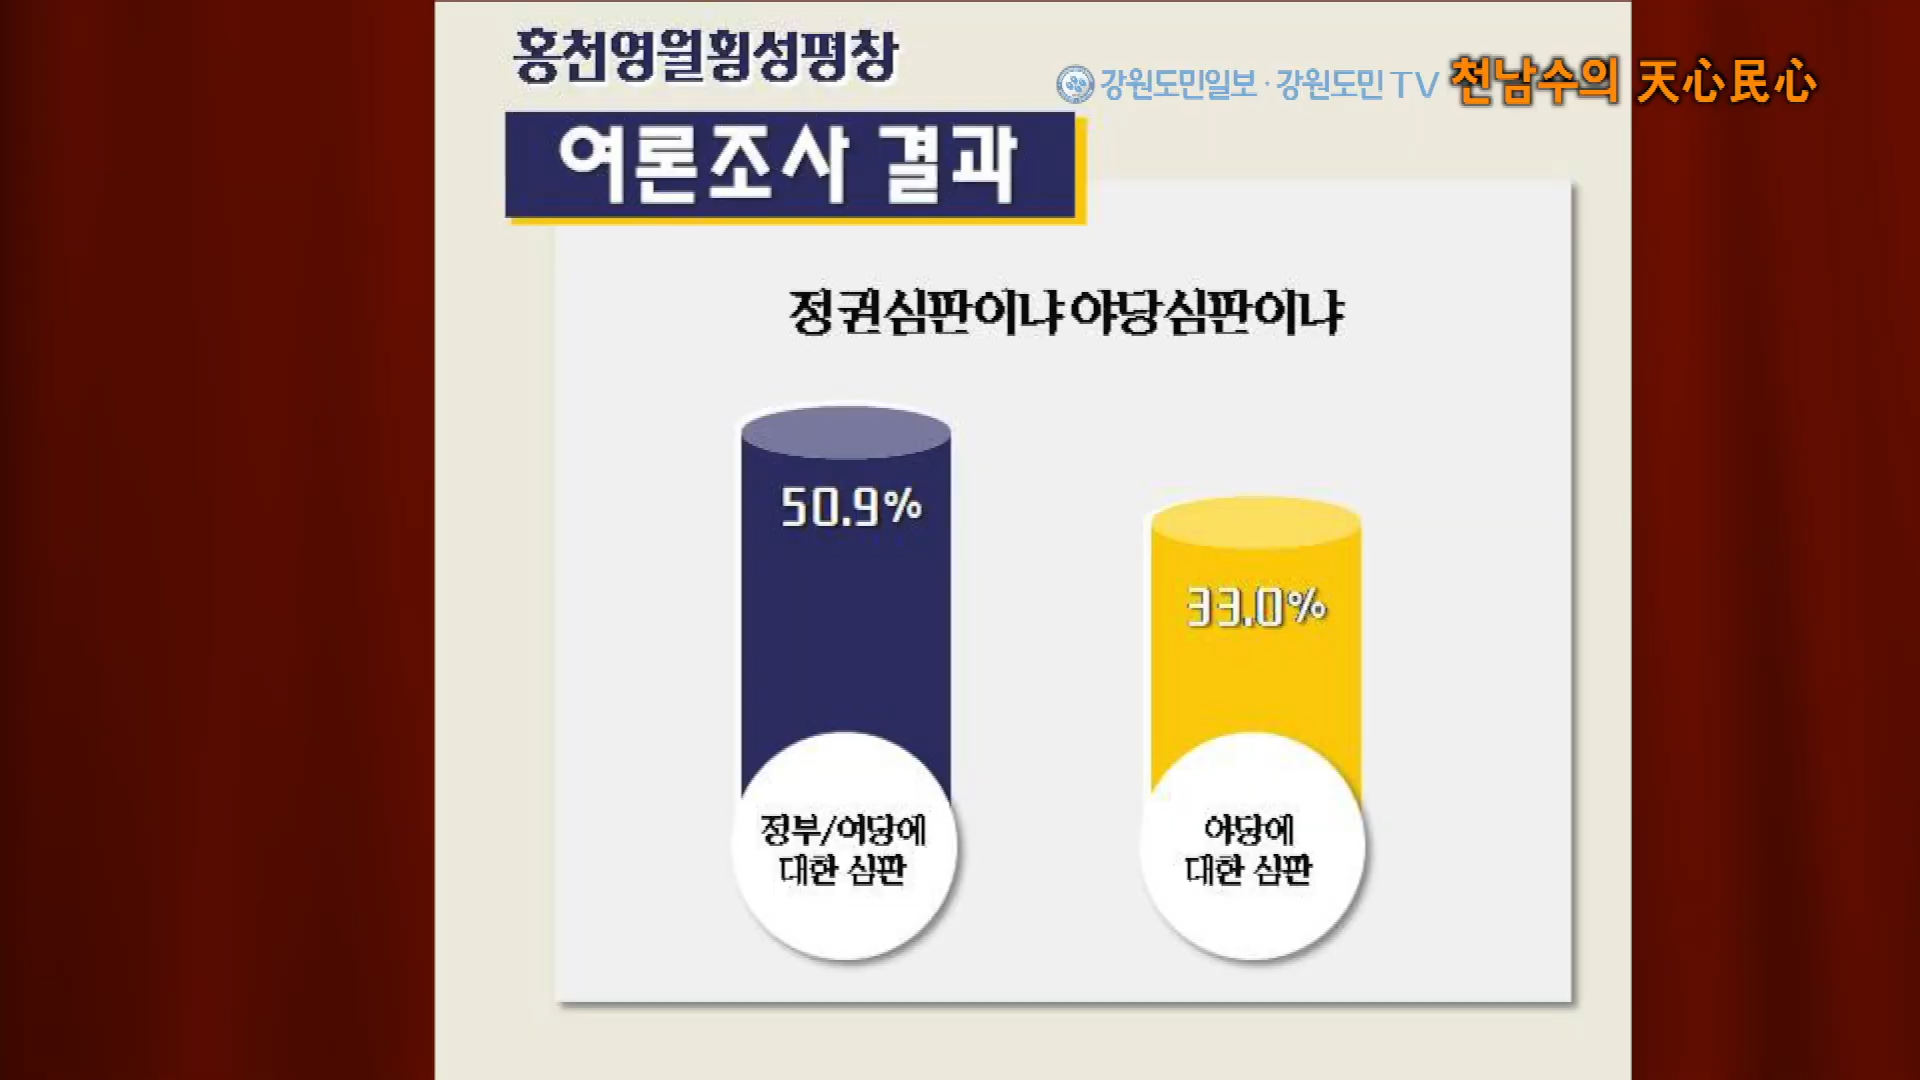 홍천영월횡성평창
강원도민일보·강원도민TV 천남수의 天心民心
여론조사 결과
정권심판이냐 야당심판이냐
50.9%
33.0%
정부/여당에
대한 심판
야당에
대한 심판